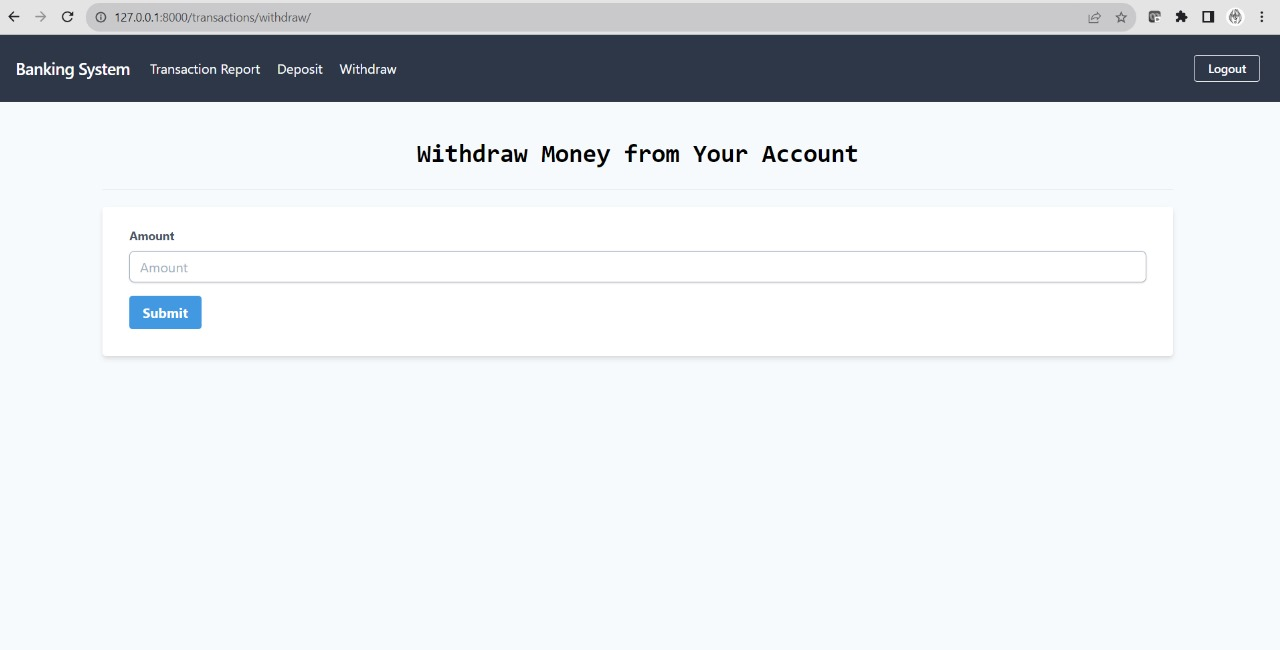 127.0.0.1:8000/transactions/withdraw/
Banking System Transaction Report Deposit Withdraw Logout
Withdraw Money from Your Account
Amount
Amount
Submit